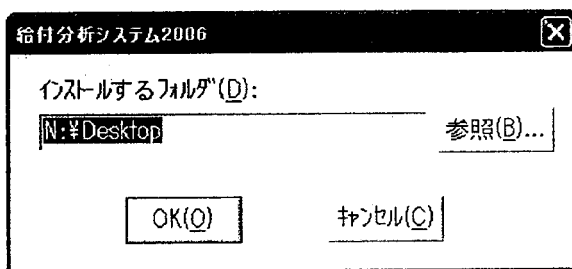 給付分析システム2006
ｲﾝｽﾄｰﾙするﾌｫﾙﾀﾞ(D):
N:¥Desktop
参照(B)...
OK(O)
ｷｬﾝｾﾙ(C)